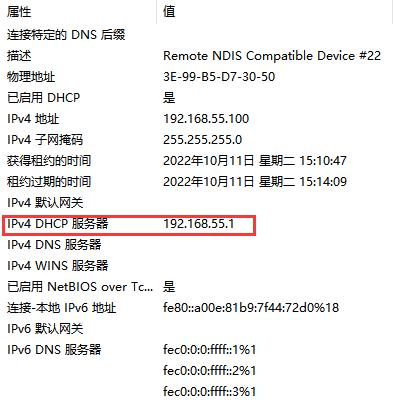 属性 值
连接特定的 DNS 后缀
描述 Remote NDIS Compatible Device #22
物理地址 3E-99-B5-D7-30-50
已启用 DHCP 是
IPv4 地址 192.168.55.100
IPv4 子网掩码 255.255.255.0
获得租约的时间 2022年10月11日 星期二 15:10:47
租约过期的时间 2022年10月11日 星期二 15:14:09
IPv4 默认网关
IPv4 DHCP 服务器 192.168.55.1
IPv4 DNS 服务器
IPv4 WINS 服务器
已启用 NetBIOS over Tc... 是
连接-本地 IPv6 地址 fe80::a00e:81b9:7f44:72d0%18
IPv6 默认网关
IPv6 DNS 服务器 fec0:0:0:ffff::1%1
fec0:0:0:ffff::2%1
fec0:0:0:ffff::3%1